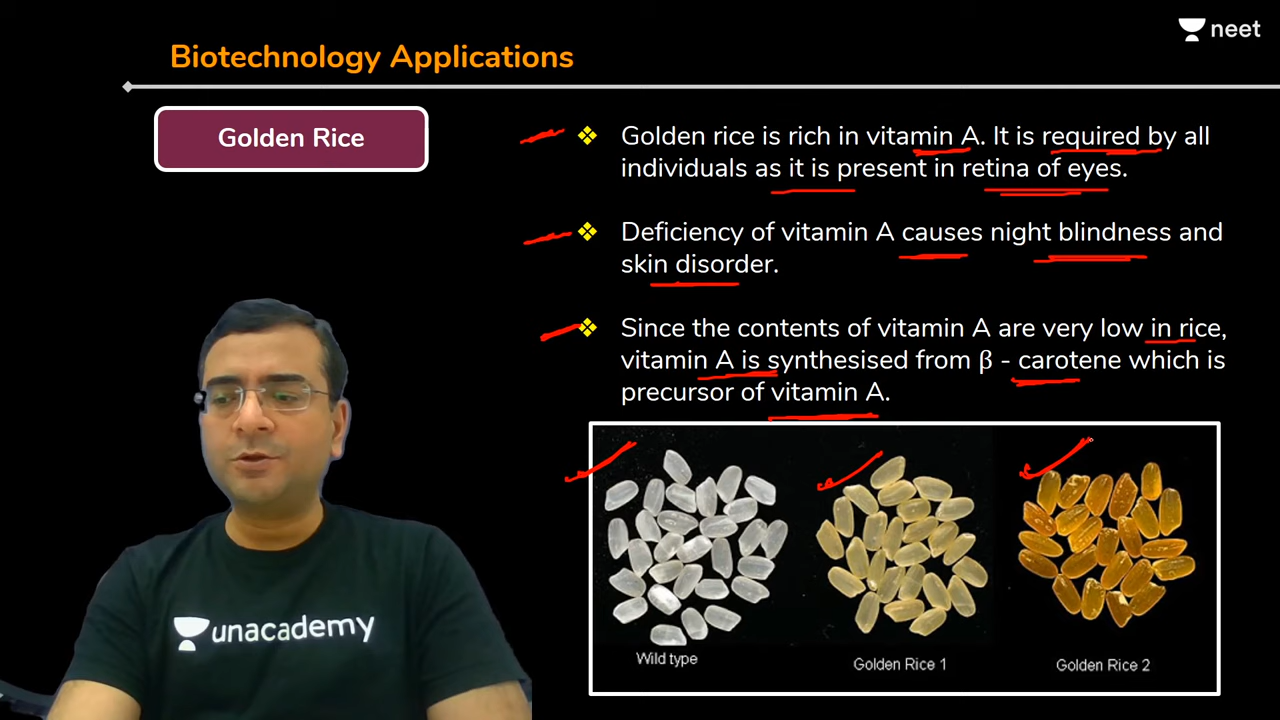 neet
Biotechnology Applications
Golden Rice
❖ Golden rice is rich in vitamin A. It is required by all
individuals as it is present in retina of eyes.
❖ Deficiency of vitamin A causes night blindness and
skin disorder.
❖ Since the contents of vitamin A are very low in rice,
vitamin A is synthesised from β - carotene which is
precursor of vitamin A.
unacademy
Wild type
Golden Rice 1
Golden Rice 2